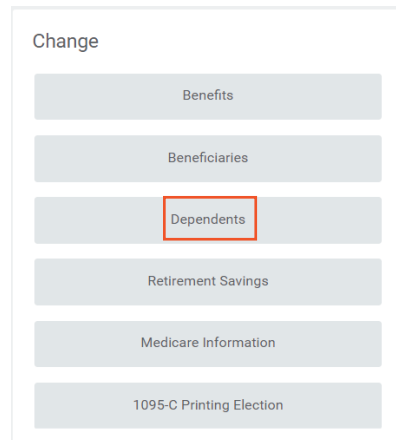 Change
Benefits
Beneficiaries
Dependents
Retirement Savings
Medicare Information
1095-C Printing Election